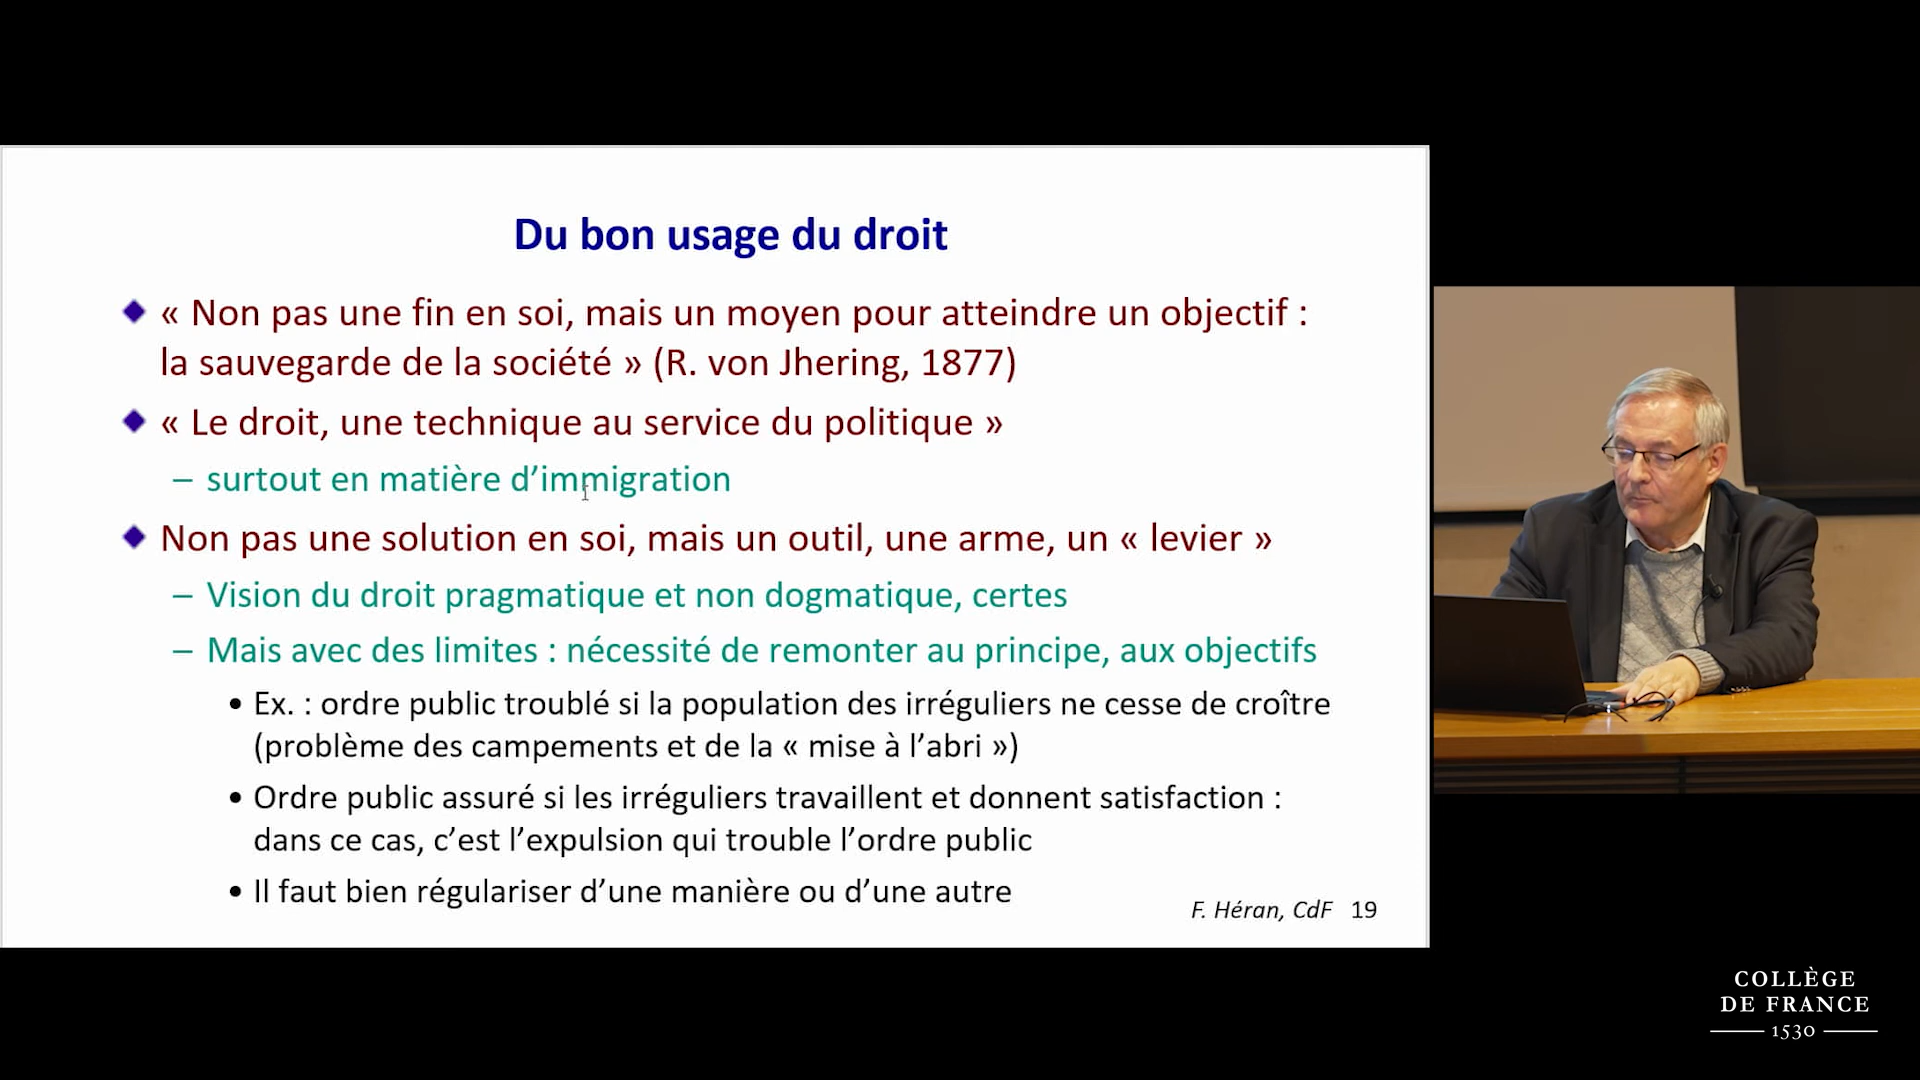 Du bon usage du droit
« Non pas une fin en soi, mais un moyen pour atteindre un objectif :
la sauvegarde de la société » (R. von Jhering, 1877)
« Le droit, une technique au service du politique »
– surtout en matière d’immigration
Non pas une solution en soi, mais un outil, une arme, un « levier »
– Vision du droit pragmatique et non dogmatique, certes
– Mais avec des limites : nécessité de remonter au principe, aux objectifs
• Ex. : ordre public troublé si la population des irréguliers ne cesse de croître
(problème des campements et de la « mise à l’abri »)
• Ordre public assuré si les irréguliers travaillent et donnent satisfaction :
dans ce cas, c’est l’expulsion qui trouble l’ordre public
• Il faut bien régulariser d’une manière ou d’une autre
F. Héran, CdF 19
COLLÈGE
DE FRANCE
1530